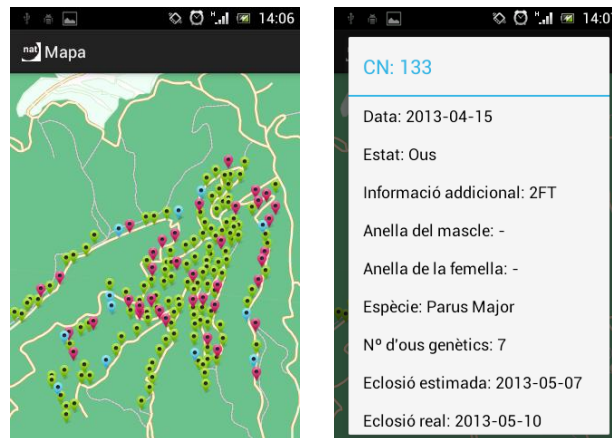 14:06
nat Mapa
14:0
CN: 133
Data: 2013-04-15
Estat: Ous
Informació addicional: 2FT
Anella del mascle: -
Anella de la femella: -
Espècie: Parus Major
Nº d'ous genètics: 7
Eclosió estimada: 2013-05-07
Eclosió real: 2013-05-10